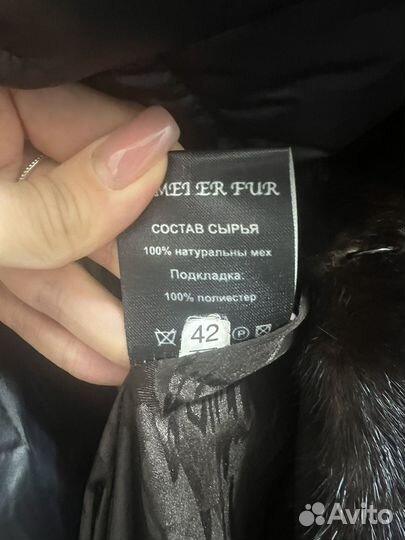 MEI ER FUR
СОСТАВ СЫРЬЯ
100% натуральны мех
Подкладка:
100% полиестер
42 P
Avito